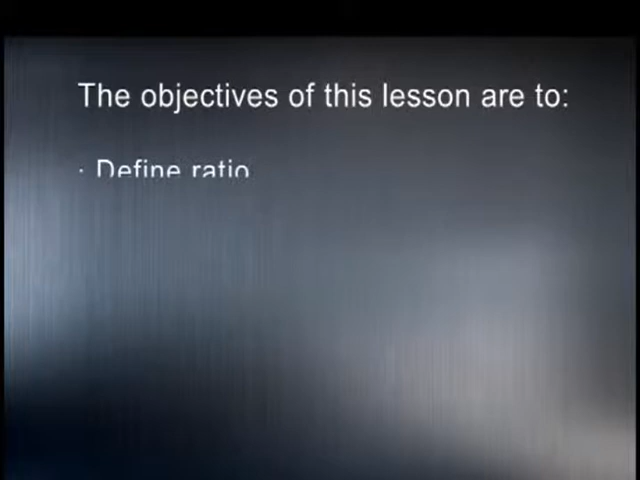 The objectives of this lesson are to:
· Define ratio